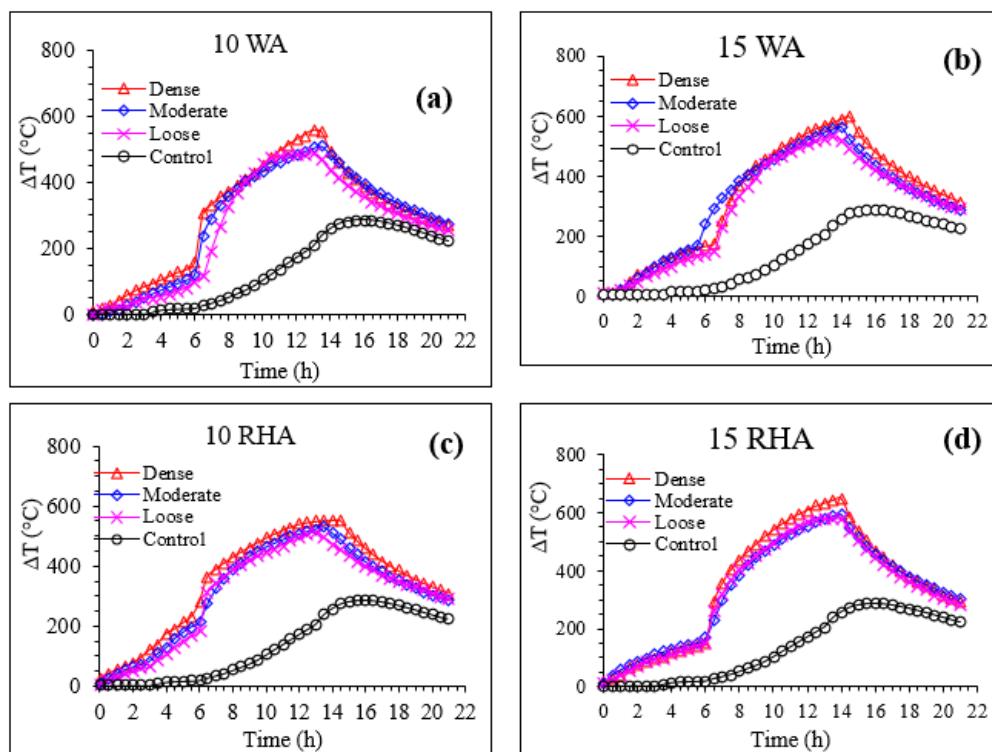 10 WA
(a)
ΔT (°C)
800
600
400
200
0
Dense
Moderate
Loose
Control
0 2 4 6 8 10 12 14 16 18 20 22
Time (h)
15 WA
(b)
ΔT (°C)
800
600
400
200
0
Dense
Moderate
Loose
Control
0 2 4 6 8 10 12 14 16 18 20 22
Time (h)
10 RHA
(c)
ΔT (°C)
800
600
400
200
0
Dense
Moderate
Loose
Control
0 2 4 6 8 10 12 14 16 18 20 22
Time (h)
15 RHA
(d)
ΔT (°C)
800
600
400
200
0
Dense
Moderate
Loose
Control
0 2 4 6 8 10 12 14 16 18 20 22
Time (h)